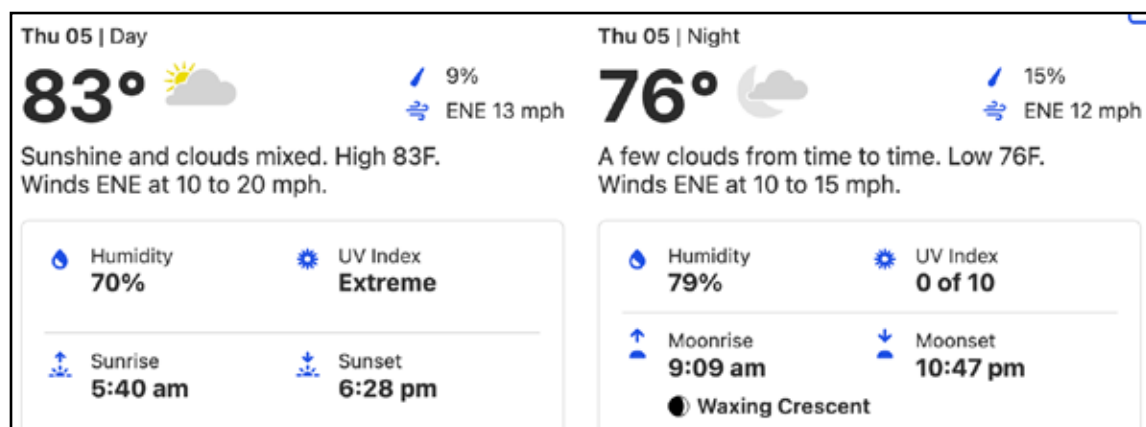 Thu 05 | Day
83°
9%
ENE 13 mph
Sunshine and clouds mixed. High 83F.
Winds ENE at 10 to 20 mph.
Humidity
70%
UV Index
Extreme
Sunrise
5:40 am
Sunset
6:28 pm
Thu 05 | Night
76°
15%
ENE 12 mph
A few clouds from time to time. Low 76F.
Winds ENE at 10 to 15 mph.
Humidity
79%
UV Index
0 of 10
Moonrise
9:09 am
Waxing Crescent
Moonset
10:47 pm